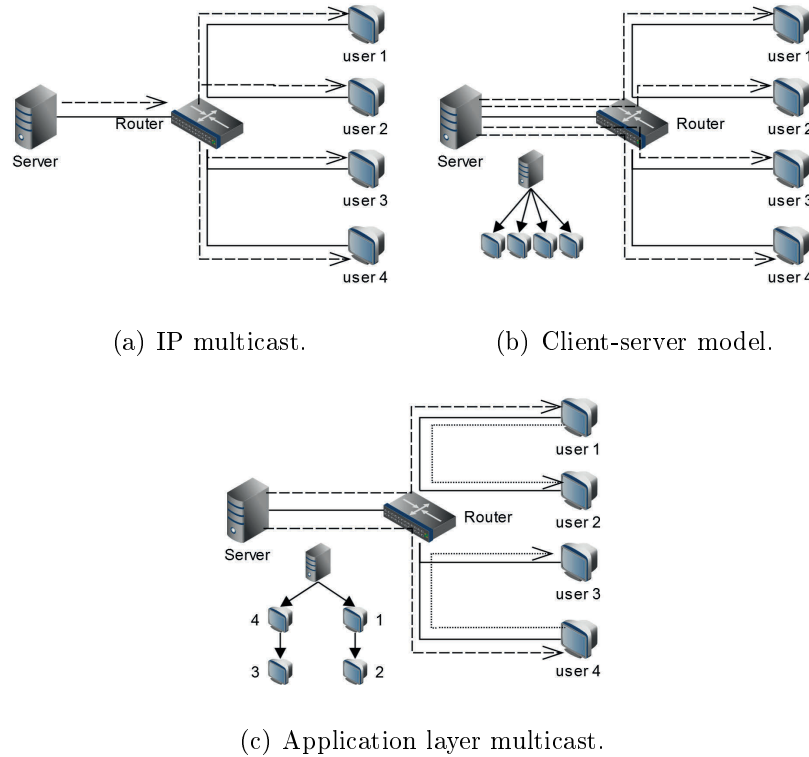 user 1
user 2
Router
Server
user 3
user 4
(a) IP multicast.
user 1
user 2
Router
Server
user 3
user 4
(b) Client-server model.
user 1
user 2
Router
Server
user 3
4
1
user 4
3
2
(c) Application layer multicast.